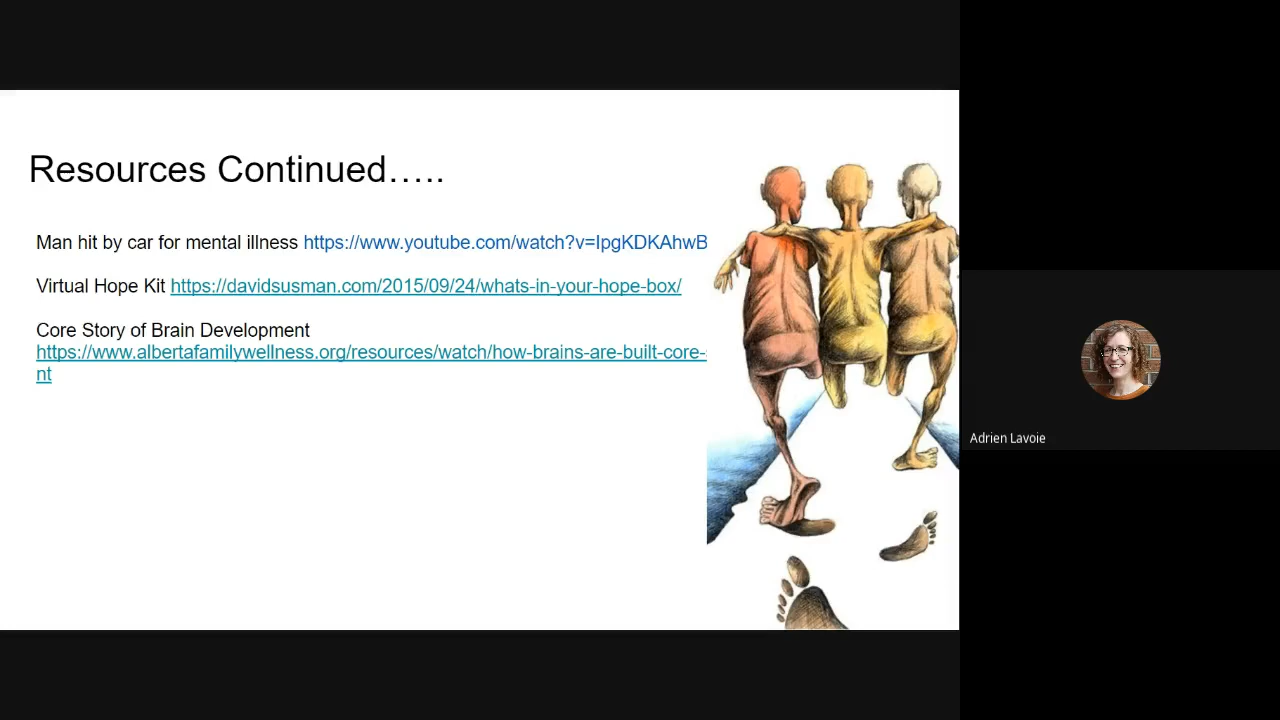 Resources Continued…..
Man hit by car for mental illness https://www.youtube.com/watch?v=IpgKDKAhwB
Virtual Hope Kit https://davidsusman.com/2015/09/24/whats-in-your-hope-box/
Core Story of Brain Development
https://www.albertafamilywellness.org/resources/watch/how-brains-are-built-core-
nt
Adrien Lavoie